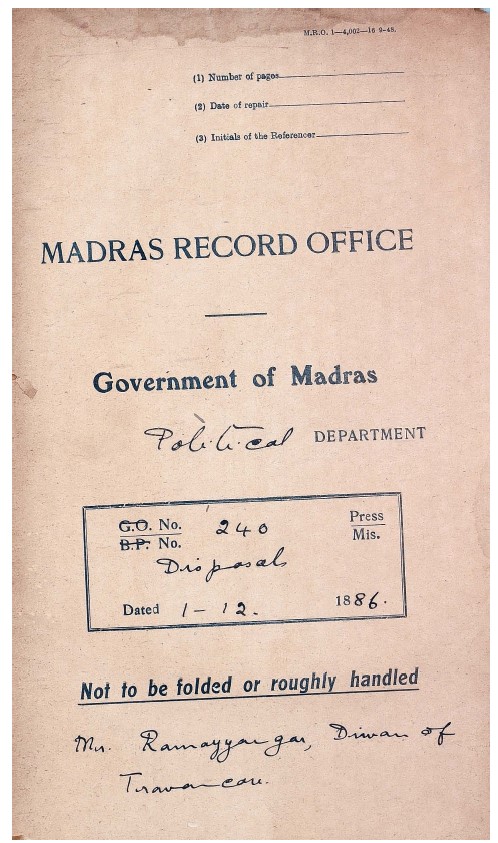 M.R.O. 1—4,002—16 9-48.
(1) Number of pages
(2) Date of repair
(3) Initials of the Referencer
MADRAS RECORD OFFICE
Government of Madras
Political DEPARTMENT
G.O. No. 240 Press
B.P. No. Mis.
Disposals
Dated 1-12. 1886.
Not to be folded or roughly handled
Mr. Ramayyangar, Diwan of
Travancore.